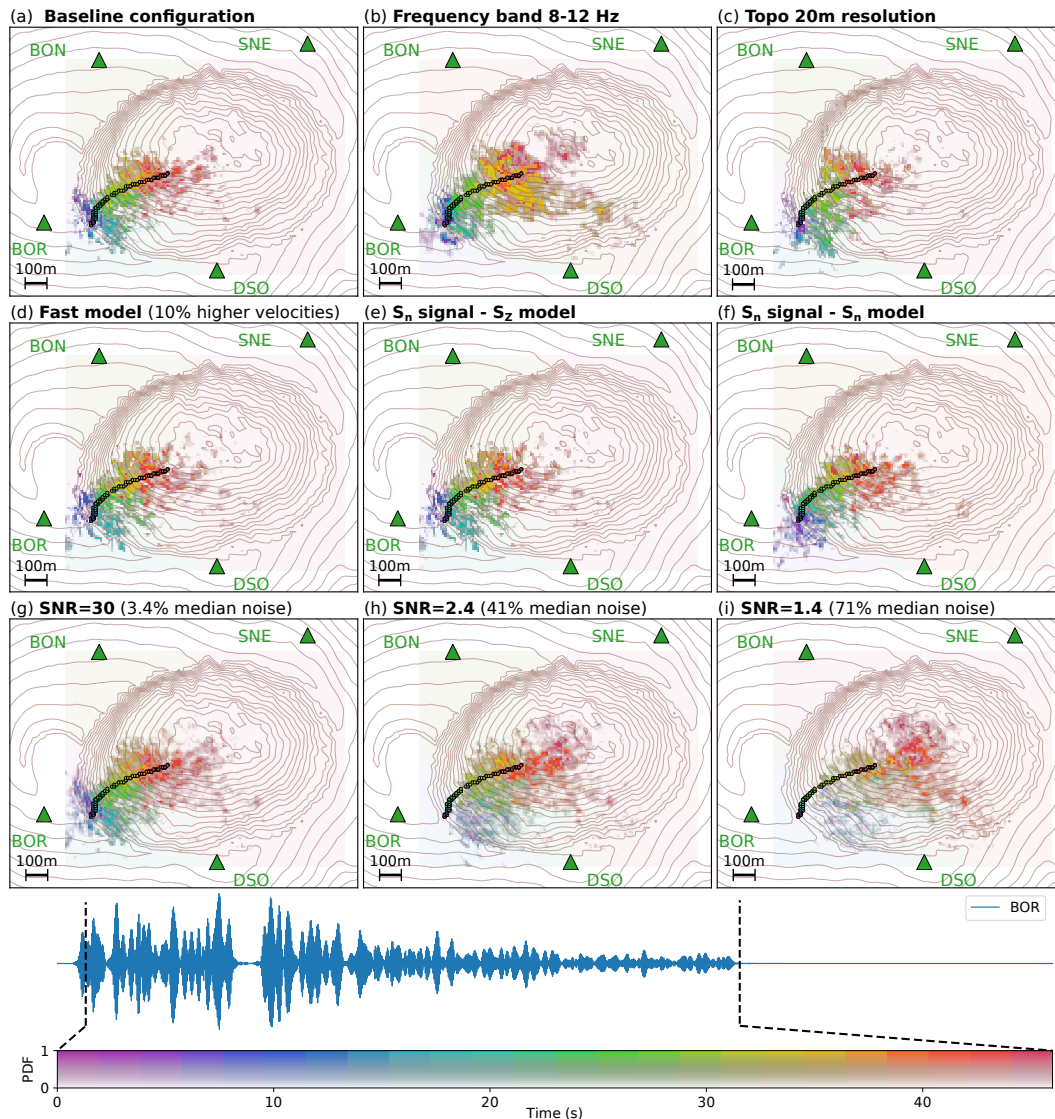 (a) Baseline configuration
(b) Frequency band 8-12 Hz
(c) Topo 20m resolution
BON
SNE
BON
SNE
BON
SNE
BOR
DSO
BOR
DSO
BOR
DSO
100m
100m
100m
(d) Fast model (10% higher velocities)
(e) Sn signal - SZ model
(f) Sn signal - Sn model
BON
SNE
BON
SNE
BON
SNE
BOR
DSO
BOR
DSO
BOR
DSO
100m
100m
100m
(g) SNR=30 (3.4% median noise)
(h) SNR=2.4 (41% median noise)
(i) SNR=1.4 (71% median noise)
BON
SNE
BON
SNE
BON
SNE
BOR
DSO
BOR
DSO
BOR
DSO
100m
100m
100m
BOR
PDF
1
0
0
10
20
30
40
Time (s)